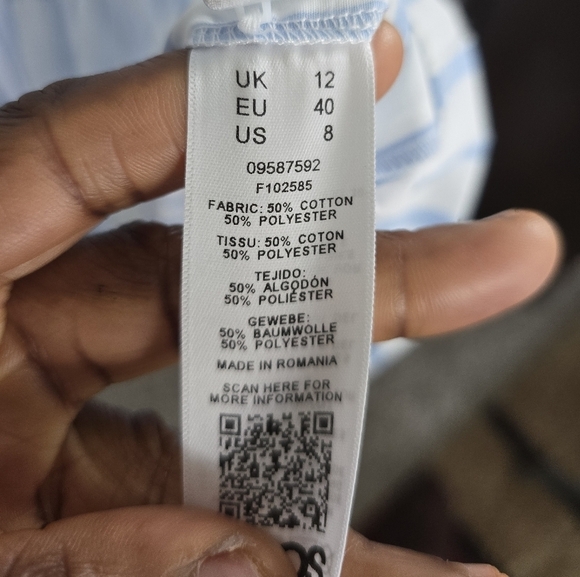 UK 12
EU 40
US 8
09587592
F102585
FABRIC: 50% COTTON
50% POLYESTER
TISSU: 50% COTON
50% POLYESTER
TEJIDO:
50% ALGODÓN
50% POLIÉSTER
GEWEBE:
50% BAUMWOLLE
50% POLYESTER
MADE IN ROMANIA
SCAN HERE FOR
MORE INFORMATION